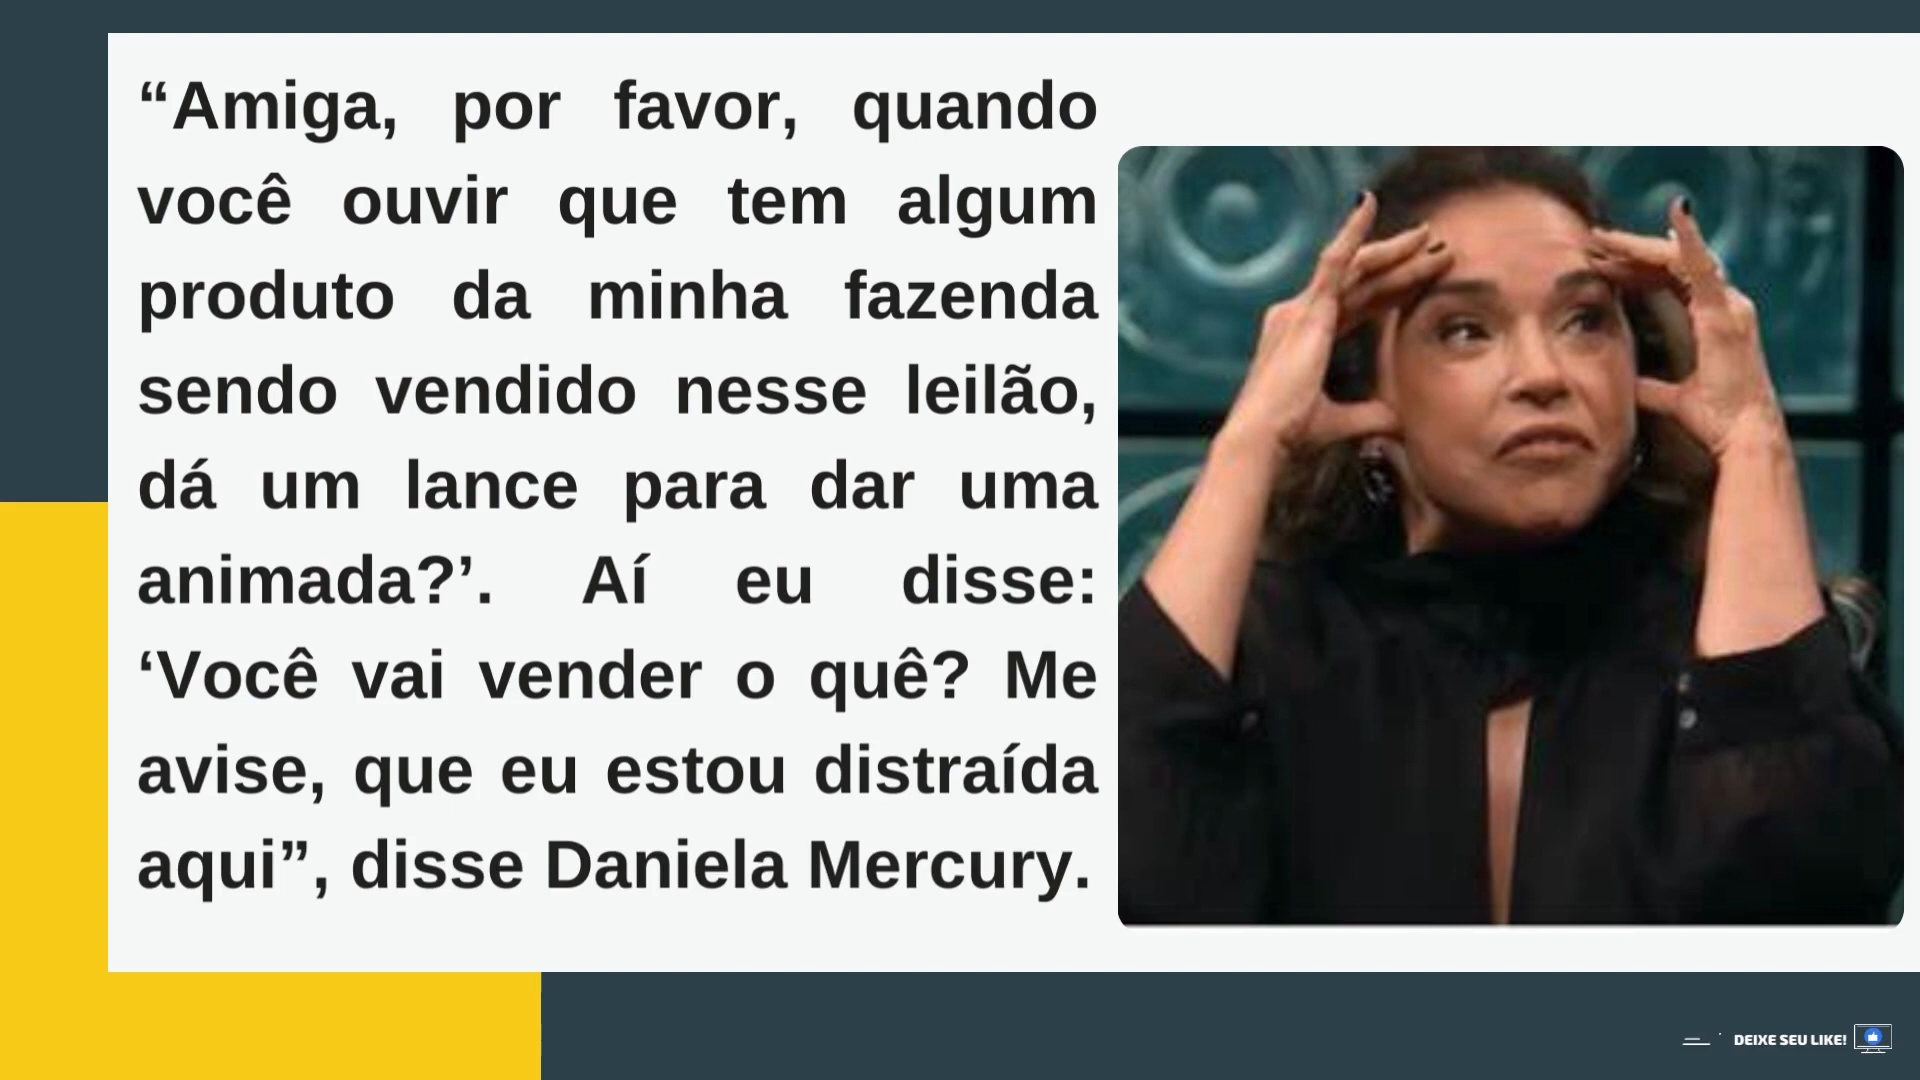 “Amiga, por favor, quando
você ouvir que tem algum
produto da minha fazenda
sendo vendido nesse leilão,
dá um lance para dar uma
animada?’. Aí eu disse:
‘Você vai vender o quê? Me
avise, que eu estou distraída
aqui”, disse Daniela Mercury.
DEIXE SEU LIKE!